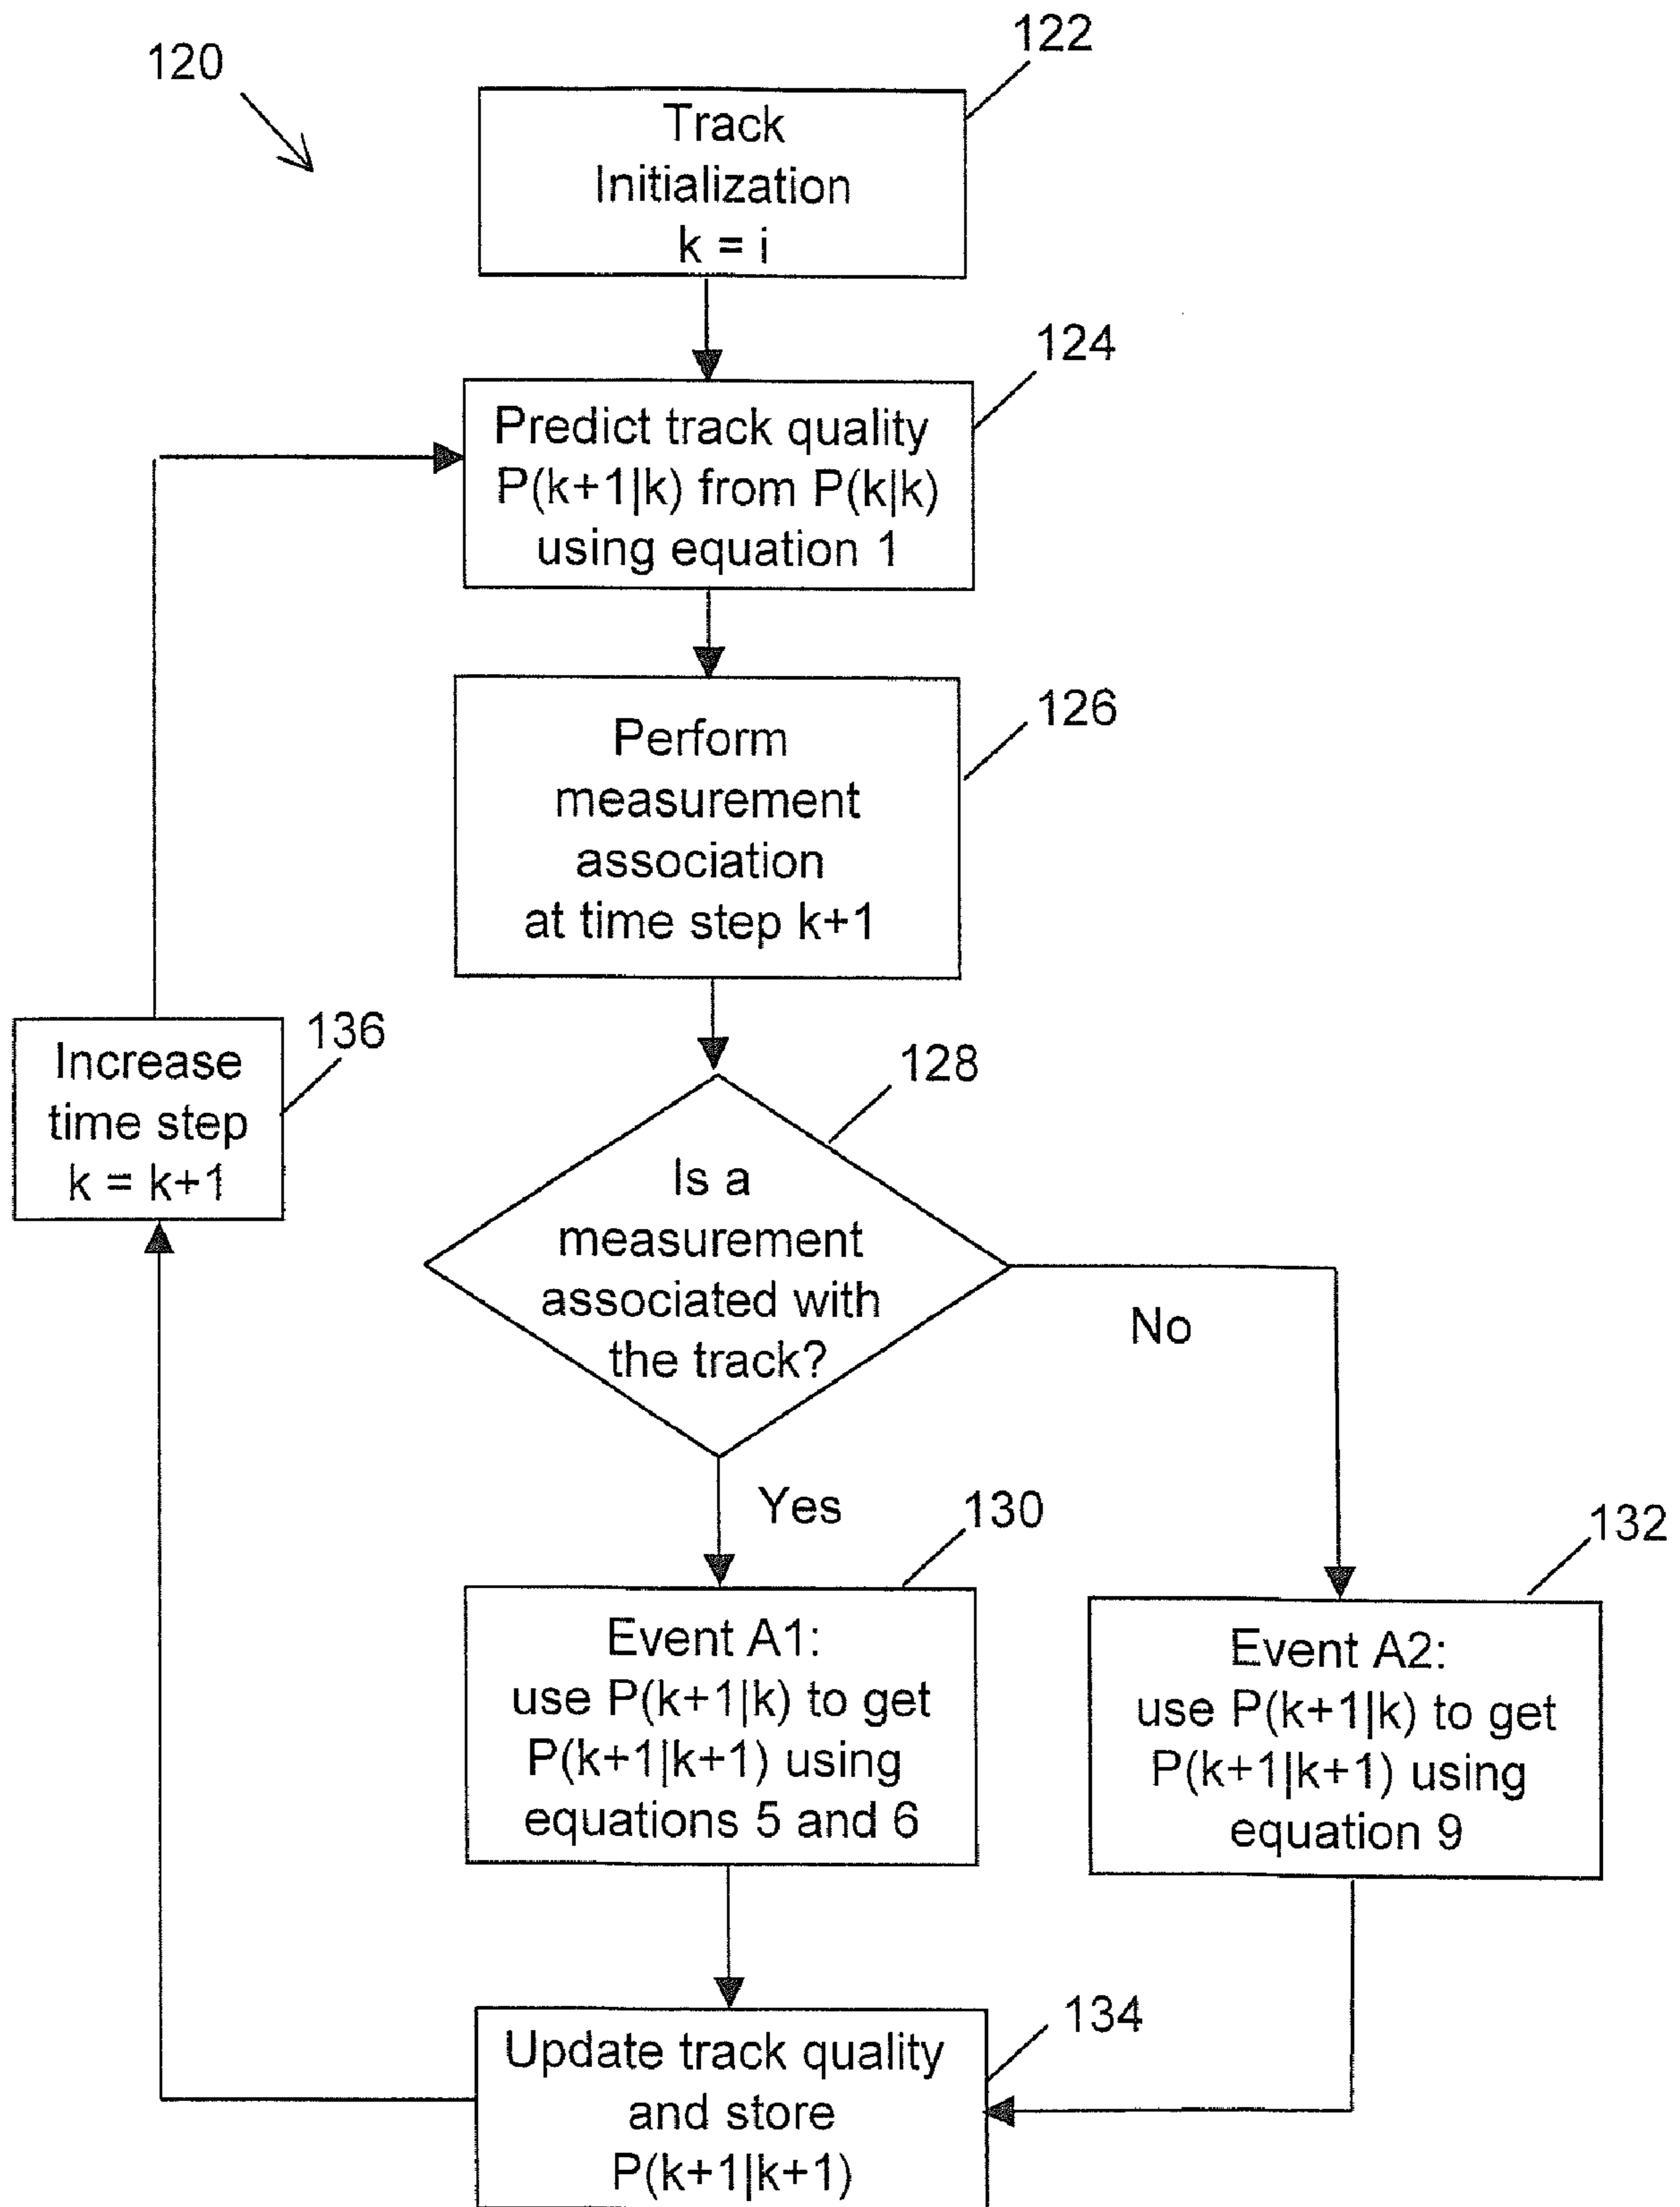 120
122
Track
Initialization
k = i
124
Predict track quality
P(k+1|k) from P(k|k)
using equation 1
126
Perform
measurement
association
at time step k+1
136
Increase
time step
k = k+1
128
Is a
measurement
associated with
the track?
No
Yes
130
Event A1:
use P(k+1|k) to get
P(k+1|k+1) using
equations 5 and 6
132
Event A2:
use P(k+1|k) to get
P(k+1|k+1) using
equation 9
134
Update track quality
and store
P(k+1|k+1)